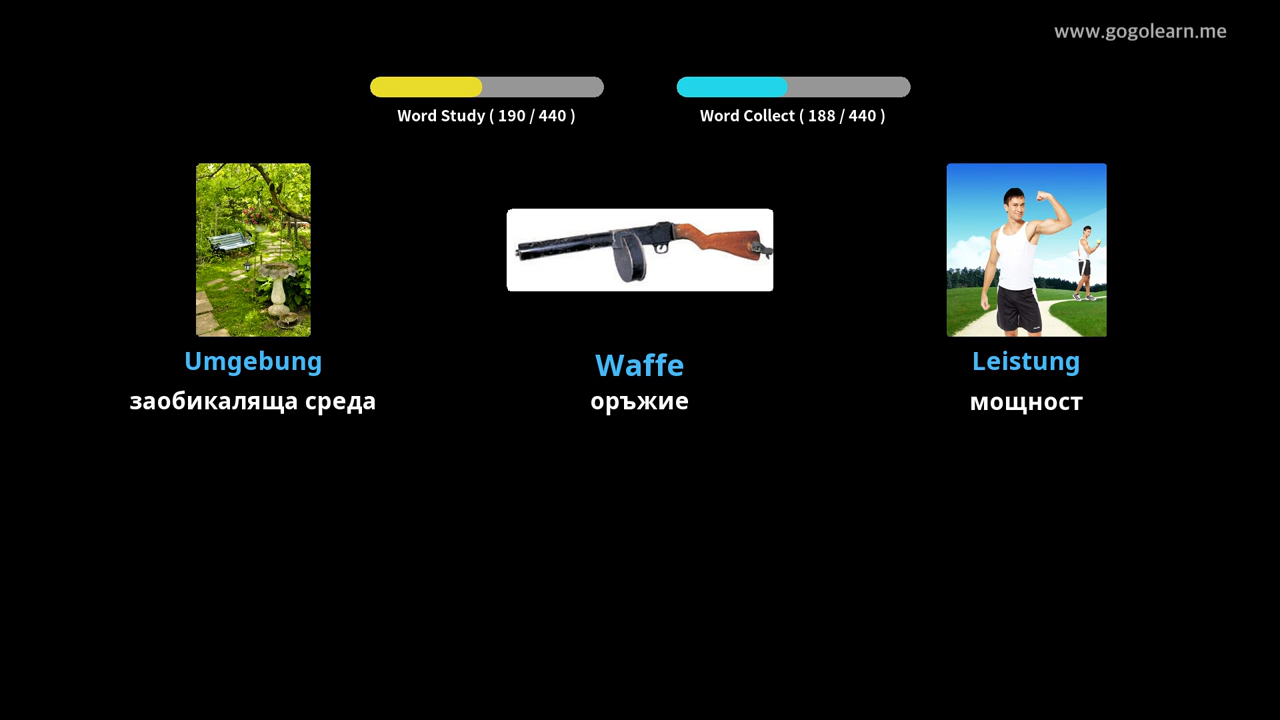 www.gogolearn.me
Word Study ( 190 / 440 )
Word Collect ( 188 / 440 )
Umgebung
заобикаляща среда
Waffe
оръжие
Leistung
мощност